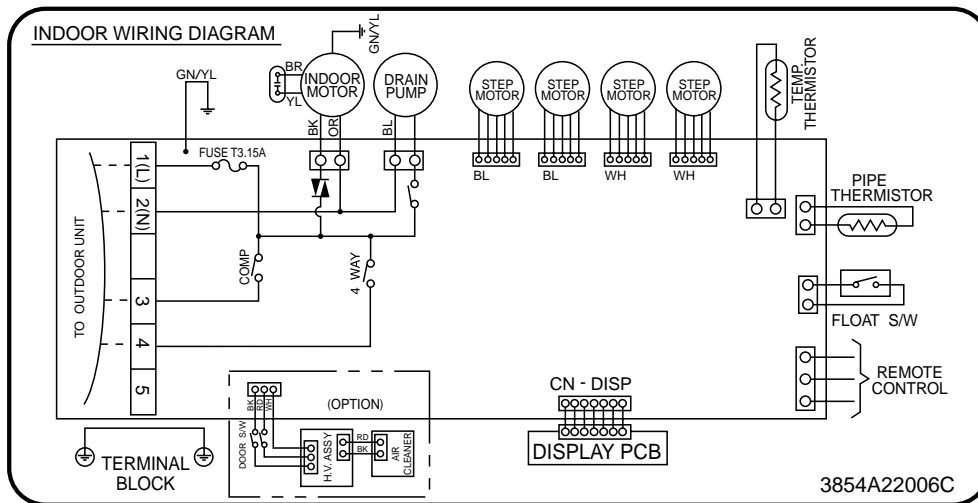 INDOOR WIRING DIAGRAM
GN/YL
GN/YL
BR
YL
INDOOR
MOTOR
DRAIN
PUMP
STEP
MOTOR
STEP
MOTOR
STEP
MOTOR
STEP
MOTOR
TEMP.
THERMISTOR
BK
OR
BL
BL
BL
WH
WH
FUSE T3.15A
1(L)
2(N)
3
4
5
TO OUTDOOR UNIT
COMP
4 WAY
PIPE
THERMISTOR
FLOAT S/W
REMOTE
CONTROL
(OPTION)
BK
RD
WH
DOOR S/W
H.V. ASSY
RD
BK
AIR
CLEANER
CN - DISP
DISPLAY PCB
TERMINAL
BLOCK
3854A22006C